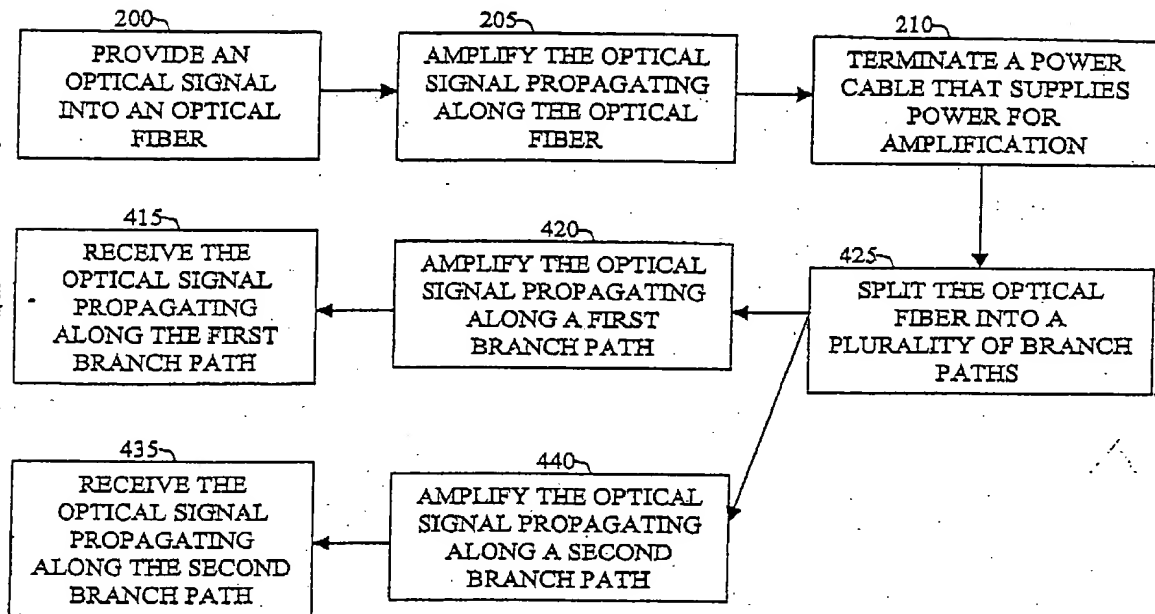 200
PROVIDE AN
OPTICAL SIGNAL
INTO AN OPTICAL
FIBER
205
AMPLIFY THE OPTICAL
SIGNAL PROPAGATING
ALONG THE OPTICAL
FIBER
210
TERMINATE A POWER
CABLE THAT SUPPLIES
POWER FOR
AMPLIFICATION
415
RECEIVE THE
OPTICAL SIGNAL
PROPAGATING
ALONG THE FIRST
BRANCH PATH
420
AMPLIFY THE OPTICAL
SIGNAL PROPAGATING
ALONG A FIRST
BRANCH PATH
425
SPLIT THE OPTICAL
FIBER INTO A
PLURALITY OF BRANCH
PATHS
435
RECEIVE THE
OPTICAL SIGNAL
PROPAGATING
ALONG THE SECOND
BRANCH PATH
440
AMPLIFY THE OPTICAL
SIGNAL PROPAGATING
ALONG A SECOND
BRANCH PATH